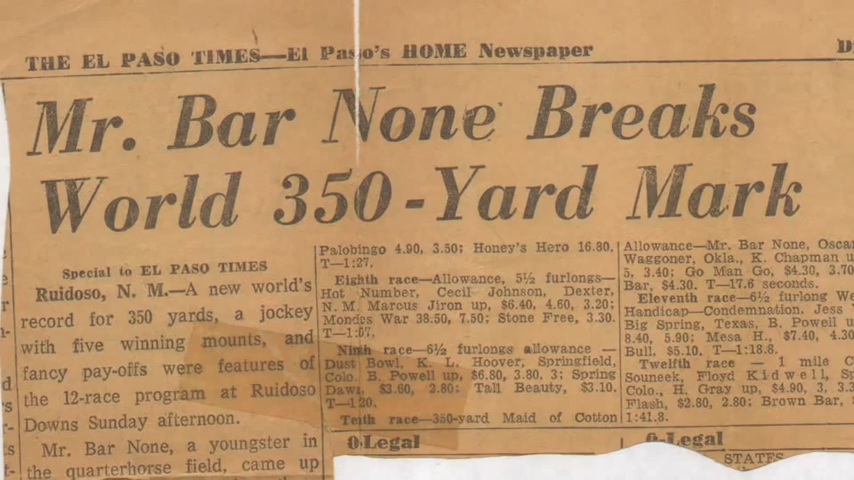 THE EL PASO TIMES—El Paso's HOME Newspaper
Mr. Bar None Breaks
World 350-Yard Mark
Special to EL PASO TIMES
Ruidoso, N. M.—A new world's
record for 350 yards, a jockey
with five winning mounts, and
fancy pay-offs were features of
the 12-race program at Ruidoso
Downs Sunday afternoon.
Mr. Bar None, a youngster in
the quarterhorse field, came up
Palobingo 4.90, 3.50; Honey's Hero 16.80.
T—1:27.
Eighth race—Allowance, 5½ furlongs—
Hot Number, Cecil Johnson, Dexter,
N. M. Marcus Jiron up, $6.40, 4.60, 3.20;
Mondes War 38.50, 7.50; Stone Free, 3.30.
T—1:07.
Ninth race—6½ furlongs allowance —
Dust Bowl, K. L. Hoover, Springfield,
Colo. B. Powell up, $6.80, 3.80, 3; Spring
Dawn. $3.60, 2.80; Tall Beauty, $3.10.
T—1:20.
Tenth race—350-yard Maid of Cotton
0 Legal
Allowance—Mr. Bar None, Oscar
Waggoner, Okla., K. Chapman u
5, 3.40; Go Man Go, $4.30, 3.70
Bar, $4.30. T—17.6 seconds.
Eleventh race—6½ furlong We
Handicap—Condemnation. Jess
Big Spring, Texas, B. Powell u
8.40, 5.90; Mesa H., $7.40, 4.30
Bull, $5.10. T—1:18.8.
Twelfth race — 1 mile C
Souneek, Floyd Kidwell, Sp
Colo., H. Gray up, $4.90, 3, 3.3
Flash, $2.80, 2.80; Brown Bar,
1:41.8.
0 Legal
STATES